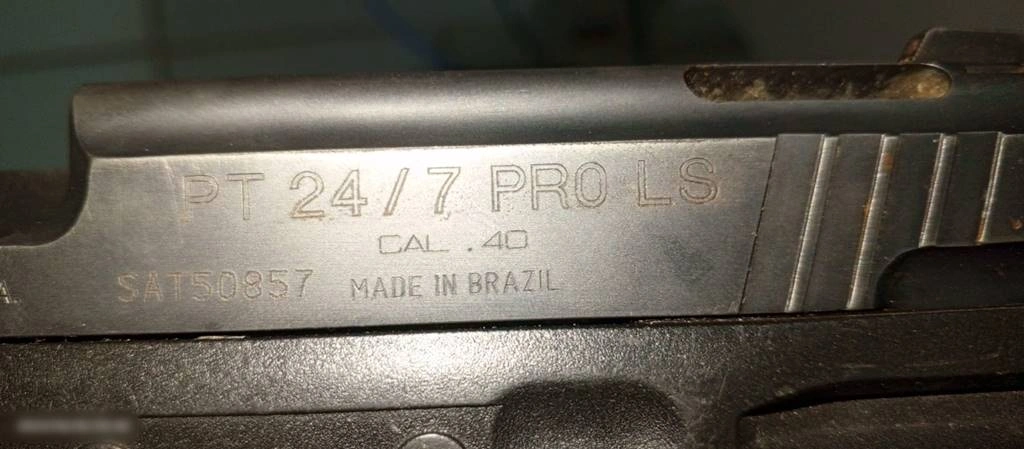 PT 24/7 PRO LS
CAL .40
A.
SAT50857 MADE IN BRAZIL